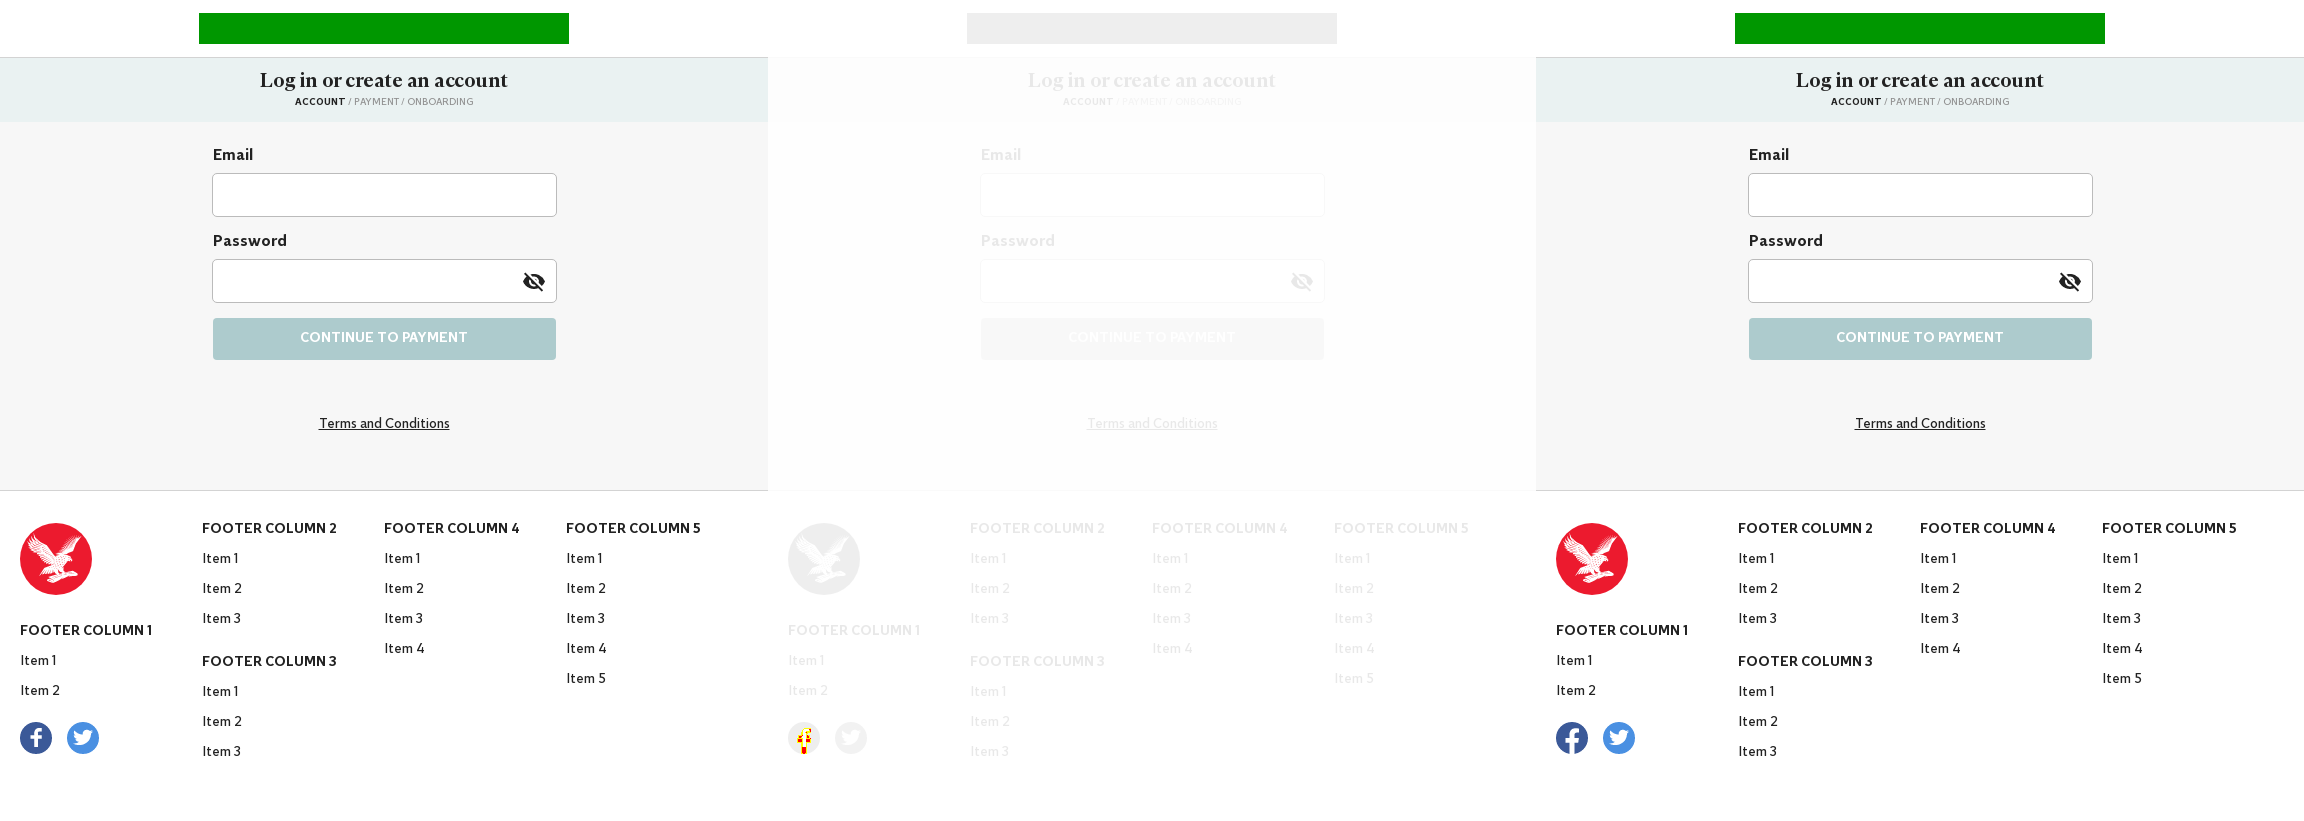 Log in or create an account
ACCOUNT / PAYMENT / ONBOARDING
Email
Password
CONTINUE TO PAYMENT
Terms and Conditions
FOOTER COLUMN 1
Item 1
Item 2
FOOTER COLUMN 2
Item 1
Item 2
Item 3
FOOTER COLUMN 3
Item 1
Item 2
Item 3
FOOTER COLUMN 4
Item 1
Item 2
Item 3
Item 4
FOOTER COLUMN 5
Item 1
Item 2
Item 3
Item 4
Item 5
Log in or create an account
ACCOUNT / PAYMENT / ONBOARDING
Email
Password
CONTINUE TO PAYMENT
Terms and Conditions
FOOTER COLUMN 1
Item 1
Item 2
FOOTER COLUMN 2
Item 1
Item 2
Item 3
FOOTER COLUMN 3
Item 1
Item 2
Item 3
FOOTER COLUMN 4
Item 1
Item 2
Item 3
Item 4
FOOTER COLUMN 5
Item 1
Item 2
Item 3
Item 4
Item 5
Log in or create an account
ACCOUNT / PAYMENT / ONBOARDING
Email
Password
CONTINUE TO PAYMENT
Terms and Conditions
FOOTER COLUMN 1
Item 1
Item 2
FOOTER COLUMN 2
Item 1
Item 2
Item 3
FOOTER COLUMN 3
Item 1
Item 2
Item 3
FOOTER COLUMN 4
Item 1
Item 2
Item 3
Item 4
FOOTER COLUMN 5
Item 1
Item 2
Item 3
Item 4
Item 5